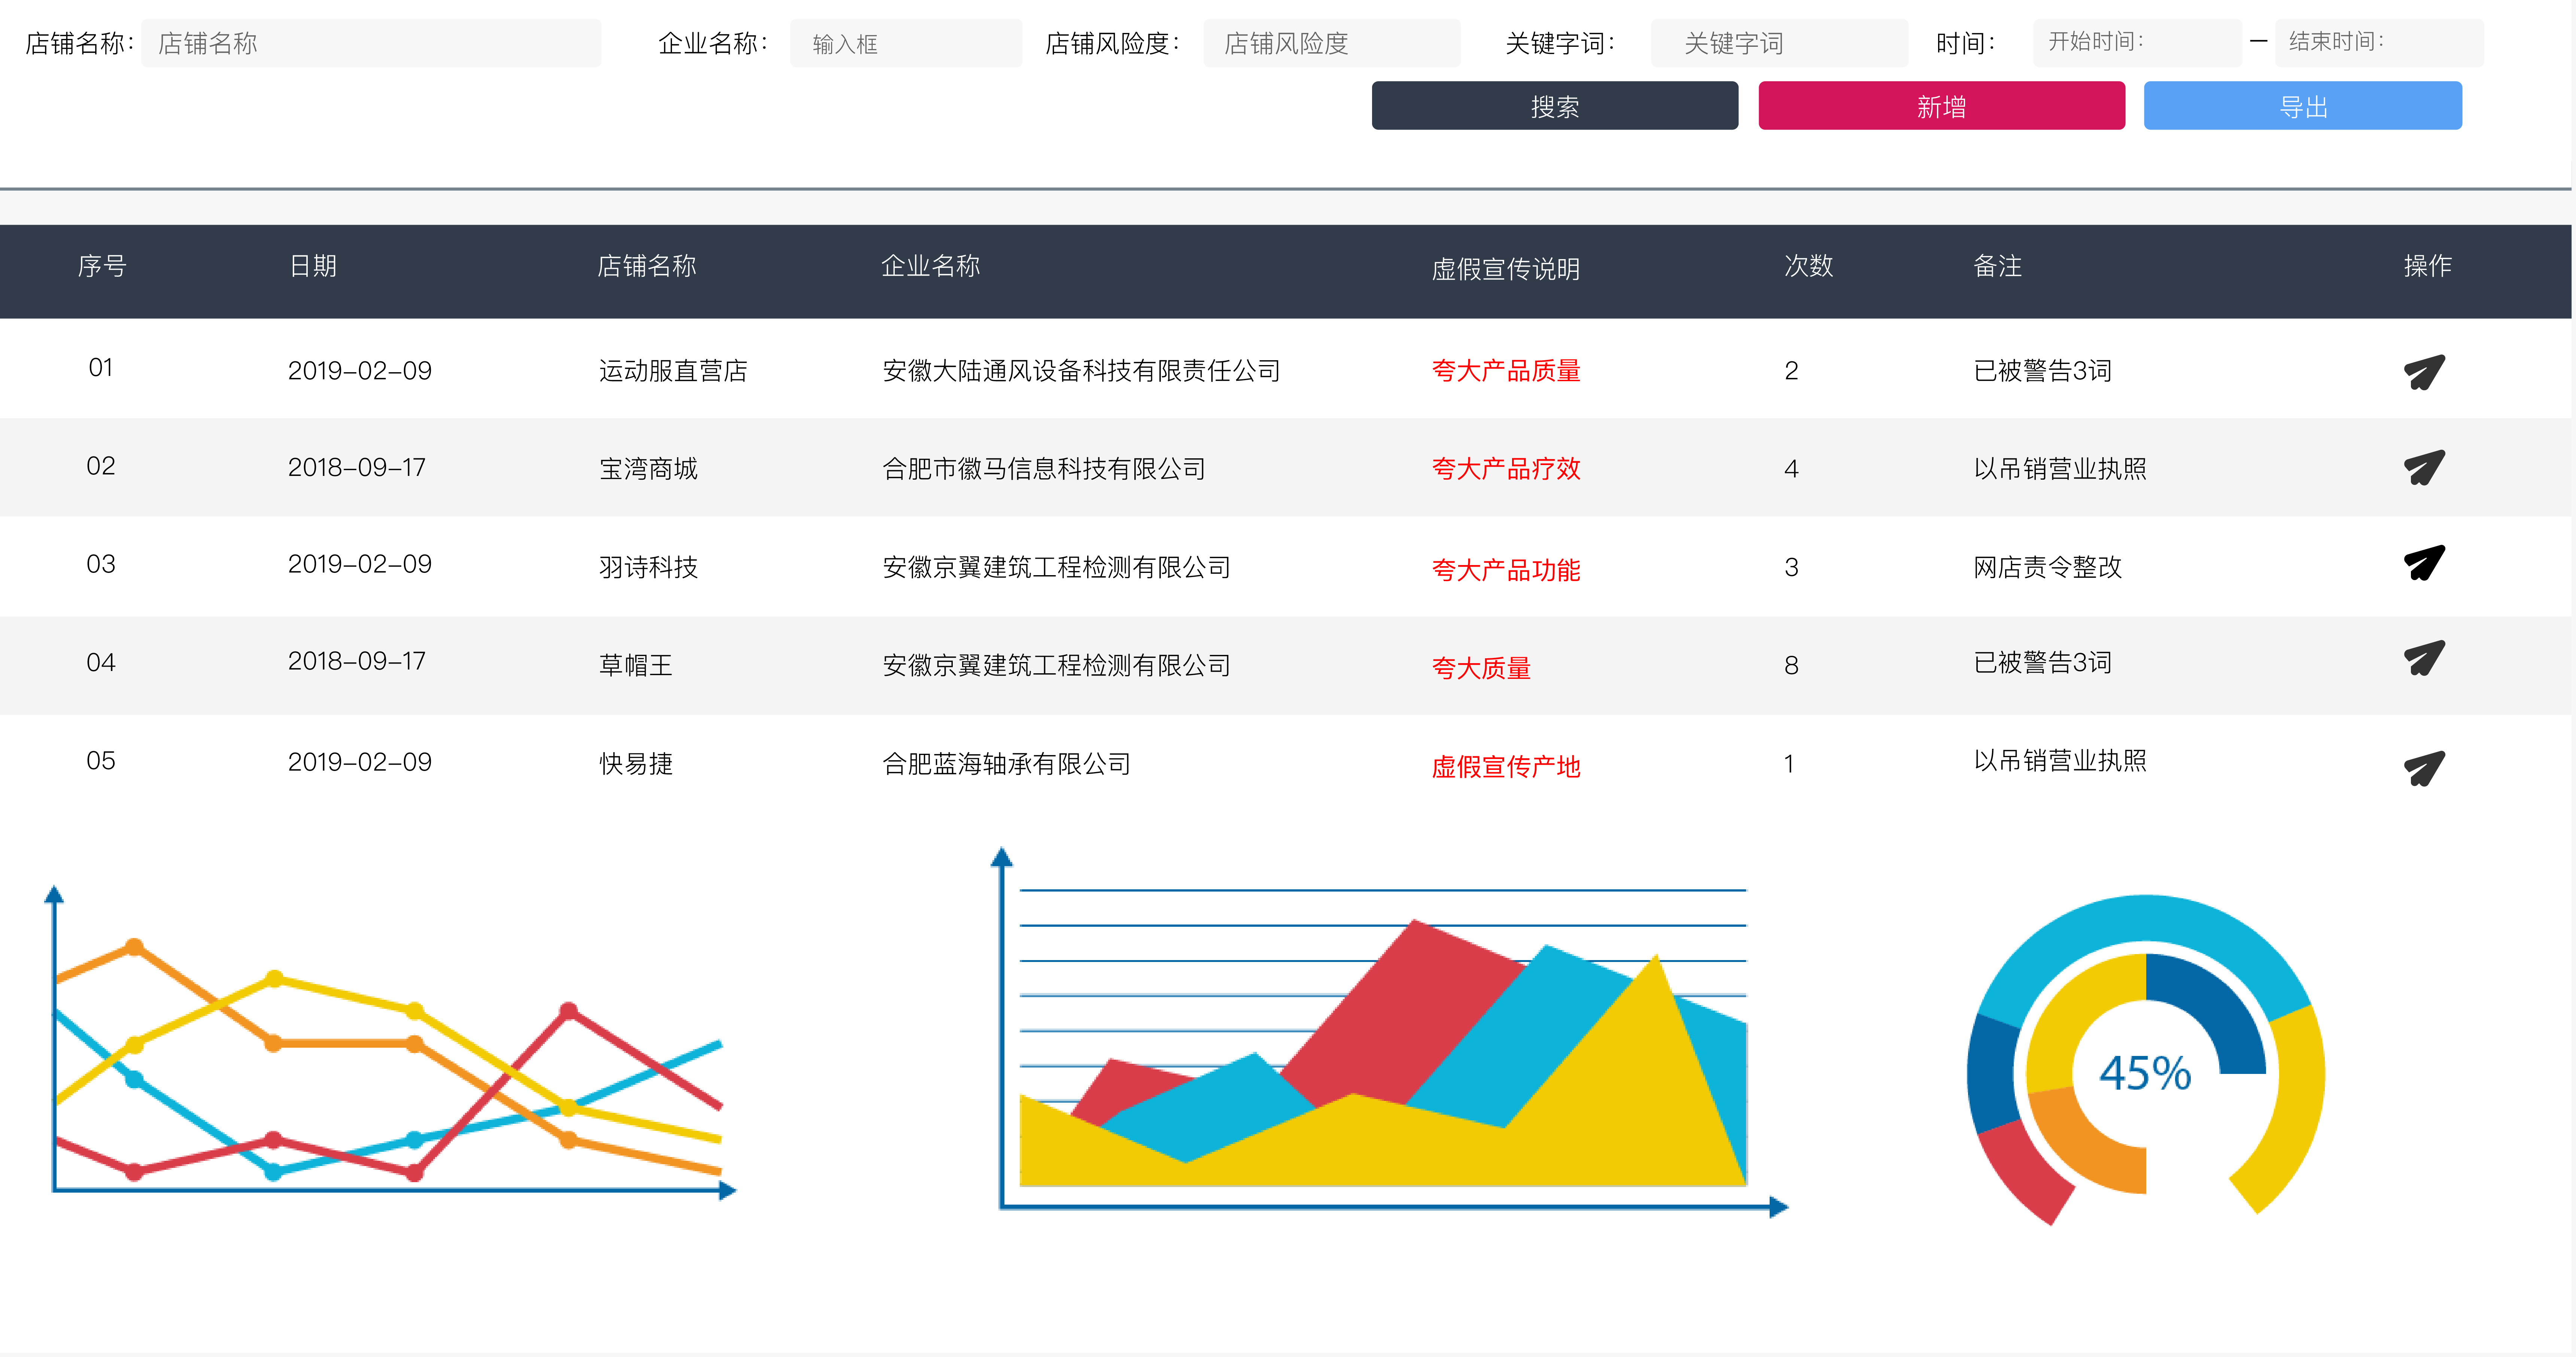 店铺名称： 店铺名称 企业名称： 输入框 店铺风险度： 店铺风险度 关键字词： 关键字词 时间： 开始时间： — 结束时间：
搜索 新增 导出
序号 日期 店铺名称 企业名称 虚假宣传说明 次数 备注 操作
01 2019-02-09 运动服直营店 安徽大陆通风设备科技有限责任公司 夸大产品质量 2 已被警告3词
02 2018-09-17 宝湾商城 合肥市徽马信息科技有限公司 夸大产品疗效 4 以吊销营业执照
03 2019-02-09 羽诗科技 安徽京翼建筑工程检测有限公司 夸大产品功能 3 网店责令整改
04 2018-09-17 草帽王 安徽京翼建筑工程检测有限公司 夸大质量 8 已被警告3词
05 2019-02-09 快易捷 合肥蓝海轴承有限公司 虚假宣传产地 1 以吊销营业执照
45%